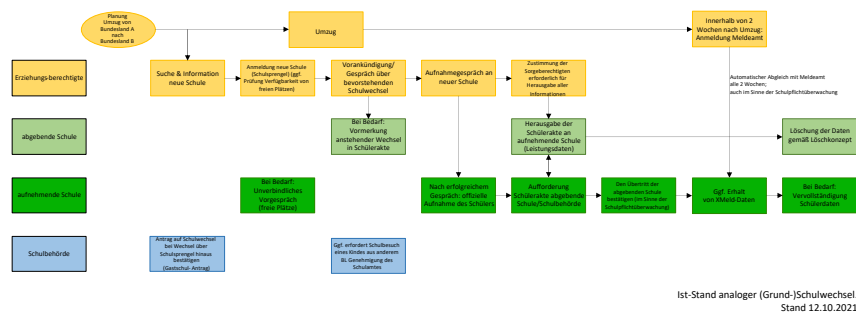 Planung
Umzug von
Bundesland A
nach
Bundesland B
Umzug
Innerhalb von 2
Wochen nach Umzug:
Anmeldung Meldeamt
Erziehungs-berechtigte
Suche & Information
neue Schule
Anmeldung neue Schule
(Schulsprengel) (ggf.
Prüfung Verfügbarkeit von
freien Plätzen)
Vorankündigung/
Gespräch über
bevorstehenden
Schulwechsel
Aufnahmegespräch an
neuer Schule
Zustimmung der
Sorgeberechtigten
erforderlich für
Herausgabe aller
Informationen
Automatischer Abgleich mit Meldeamt
alle 2 Wochen;
auch im Sinne der Schulpflichtüberwachung
abgebende Schule
Bei Bedarf:
Vormerkung
anstehender Wechsel
in Schülerakte
Herausgabe der
Schülerakte an
aufnehmende Schule
(Leistungsdaten)
Löschung der Daten
gemäß Löschkonzept
aufnehmende Schule
Bei Bedarf:
Unverbindliches
Vorgespräch
(freie Plätze)
Nach erfolgreichem
Gespräch: offizielle
Aufnahme des Schülers
Aufforderung
Schülerakte abgebende
Schule/Schulbehörde
Den Übertritt der
abgebenden Schule
bestätigen (im Sinne der
Schulpflichtüberwachung)
Ggf. Erhalt
von XMeld-Daten
Bei Bedarf:
Vervollständigung
Schülerdaten
Schulbehörde
Antrag auf Schulwechsel
bei Wechsel über
Schulsprengel hinaus
bestätigen
(Gastschul- Antrag)
Ggf. erfordert Schulbesuch
eines Kindes aus anderem
BL Genehmigung des
Schulamtes
Ist-Stand analoger (Grund-)Schulwechsel
Stand 12.10.2021